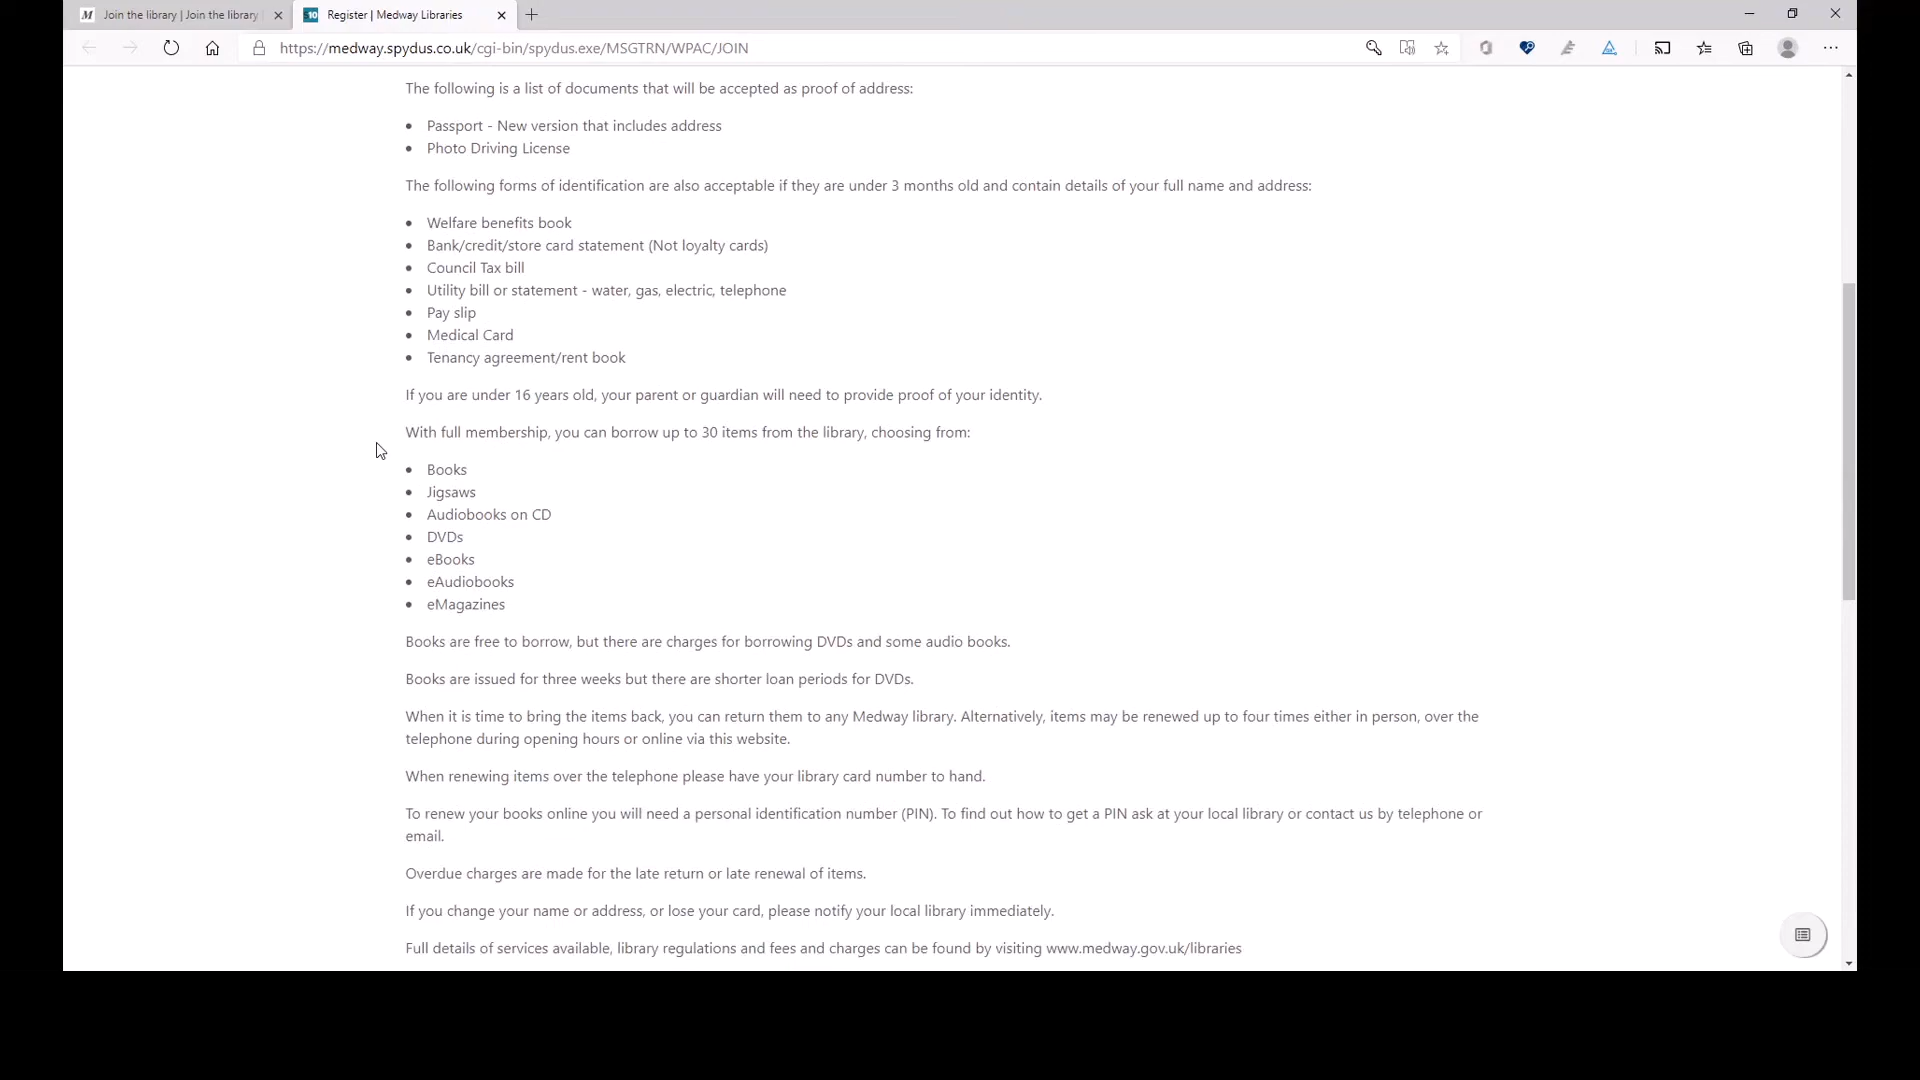 Join the library | Join the library
Register | Medway Libraries
https://medway.spydus.co.uk/cgi-bin/spydus.exe/MSGTRN/WPAC/JOIN
The following is a list of documents that will be accepted as proof of address:
Passport - New version that includes address
Photo Driving License
The following forms of identification are also acceptable if they are under 3 months old and contain details of your full name and address:
Welfare benefits book
Bank/credit/store card statement (Not loyalty cards)
Council Tax bill
Utility bill or statement - water, gas, electric, telephone
Pay slip
Medical Card
Tenancy agreement/rent book
If you are under 16 years old, your parent or guardian will need to provide proof of your identity.
With full membership, you can borrow up to 30 items from the library, choosing from:
Books
Jigsaws
Audiobooks on CD
DVDs
eBooks
eAudiobooks
eMagazines
Books are free to borrow, but there are charges for borrowing DVDs and some audio books.
Books are issued for three weeks but there are shorter loan periods for DVDs.
When it is time to bring the items back, you can return them to any Medway library. Alternatively, items may be renewed up to four times either in person, over the
telephone during opening hours or online via this website.
When renewing items over the telephone please have your library card number to hand.
To renew your books online you will need a personal identification number (PIN). To find out how to get a PIN ask at your local library or contact us by telephone or
email.
Overdue charges are made for the late return or late renewal of items.
If you change your name or address, or lose your card, please notify your local library immediately.
Full details of services available, library regulations and fees and charges can be found by visiting www.medway.gov.uk/libraries